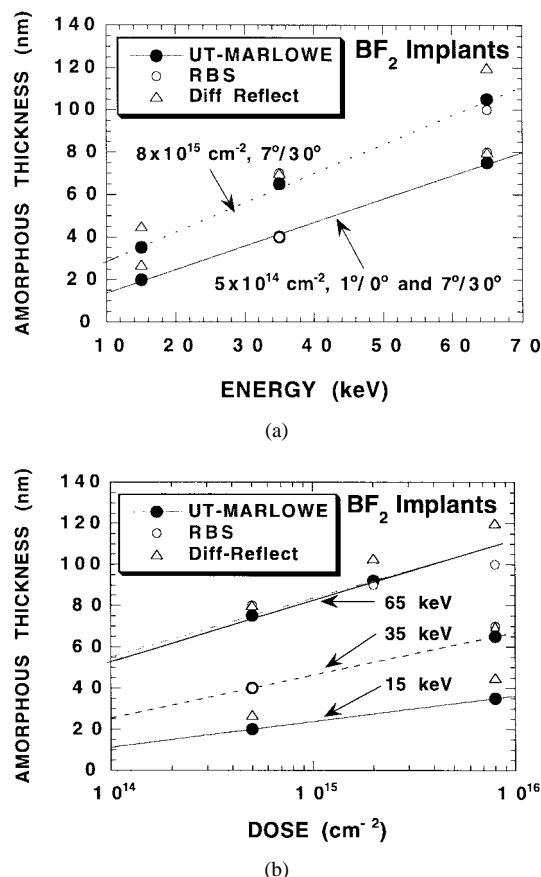 BF2 Implants
UT-MARLOWE
RBS
Diff Reflect
8x10^15 cm^-2, 7°/30°
5x10^14 cm^-2, 1°/0° and 7°/30°
AMORPHOUS THICKNESS (nm)
140
120
100
80
60
40
20
0
10 20 30 40 50 60 70
ENERGY (keV)
(a)
BF2 Implants
UT-MARLOWE
RBS
Diff-Reflect
65 keV
35 keV
15 keV
AMORPHOUS THICKNESS (nm)
140
120
100
80
60
40
20
0
10^14 10^15 10^16
DOSE (cm^-2)
(b)